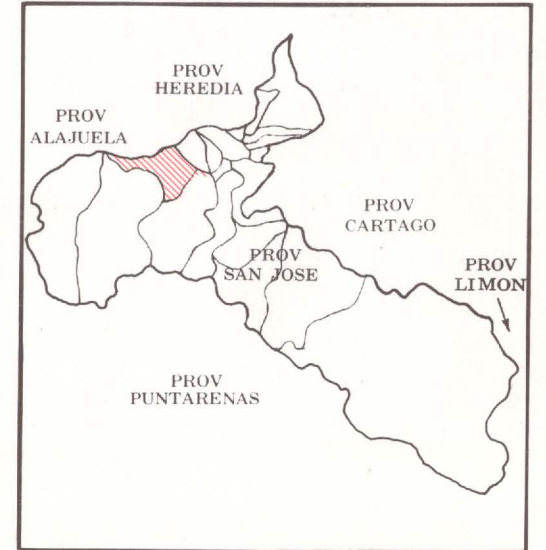 PROV
HEREDIA
PROV
ALAJUELA
PROV
CARTAGO
PROV
SAN JOSE
PROV
LIMON
PROV
PUNTARENAS